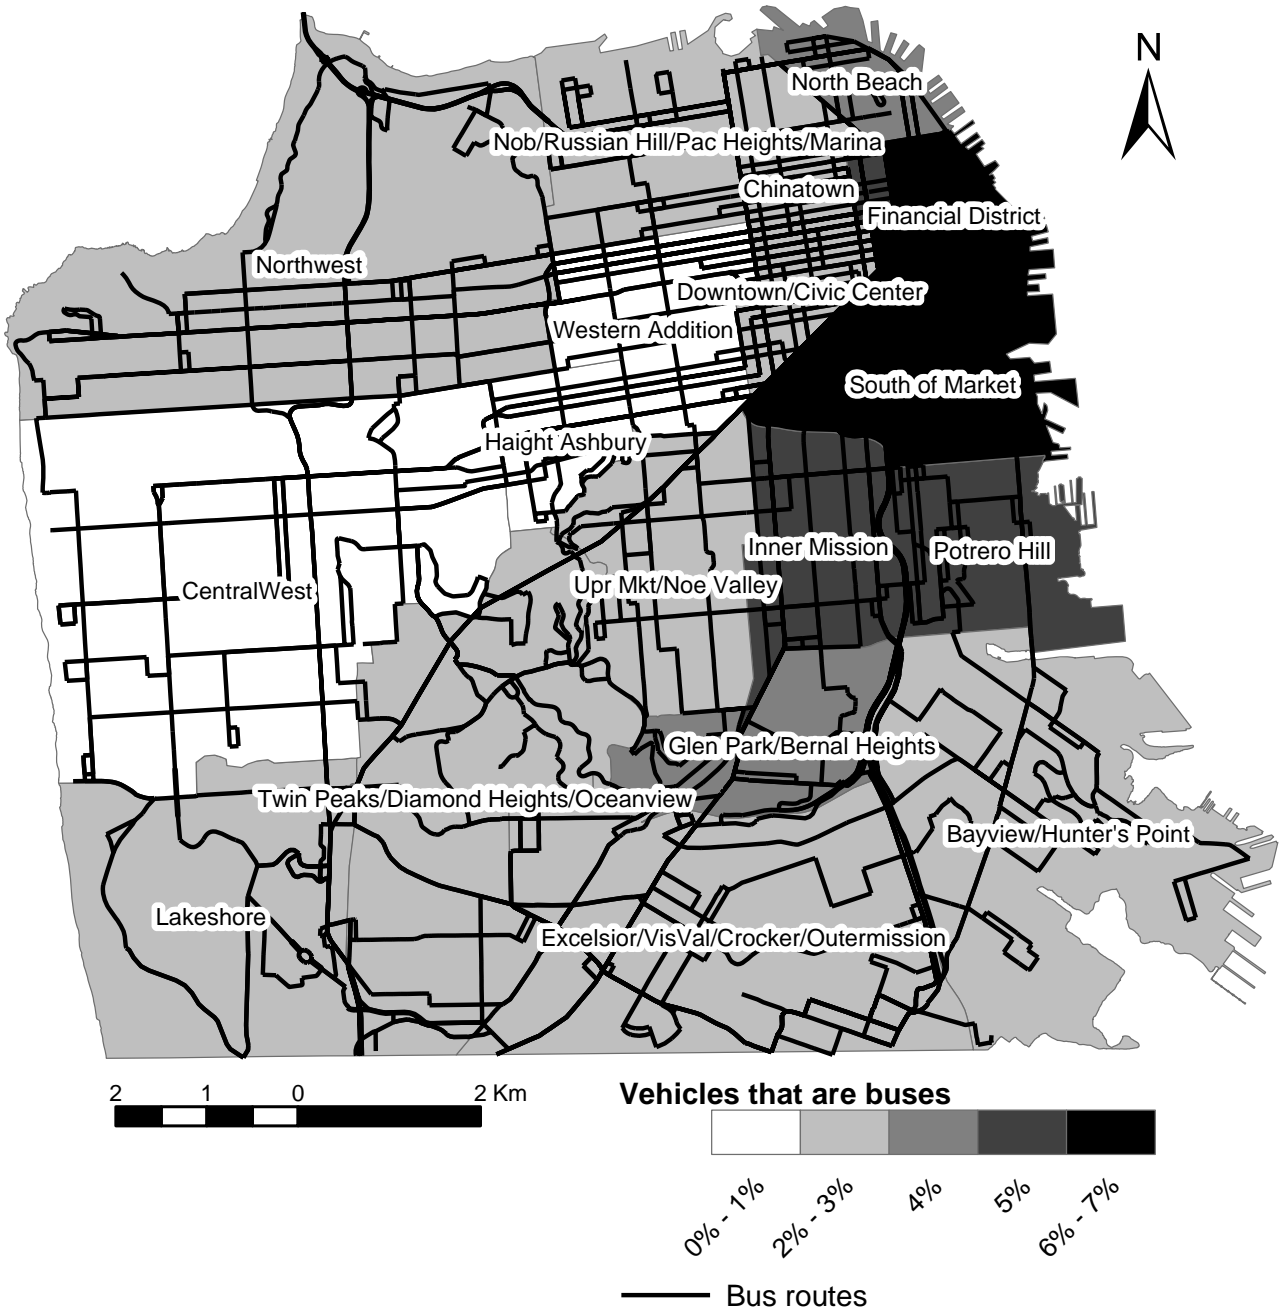 N
North Beach
Nob/Russian Hill/Pac Heights/Marina
Chinatown
Financial District
Northwest
Downtown/Civic Center
Western Addition
South of Market
Haight Ashbury
Inner Mission
Potrero Hill
CentralWest
Upr Mkt/Noe Valley
Glen Park/Bernal Heights
Twin Peaks/Diamond Heights/Oceanview
Bayview/Hunter's Point
Lakeshore
Excelsior/VisVal/Crocker/Outermission
2 1 0 2 Km
Vehicles that are buses
0% - 1%
2% - 3%
4%
5%
6% - 7%
Bus routes